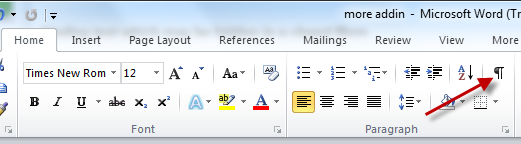 more addin - Microsoft Word (Tr
Home Insert Page Layout References Mailings Review View More
Times New Rom 12 A A Aa
B I U abc x₂ x² A ab A
Font Paragraph